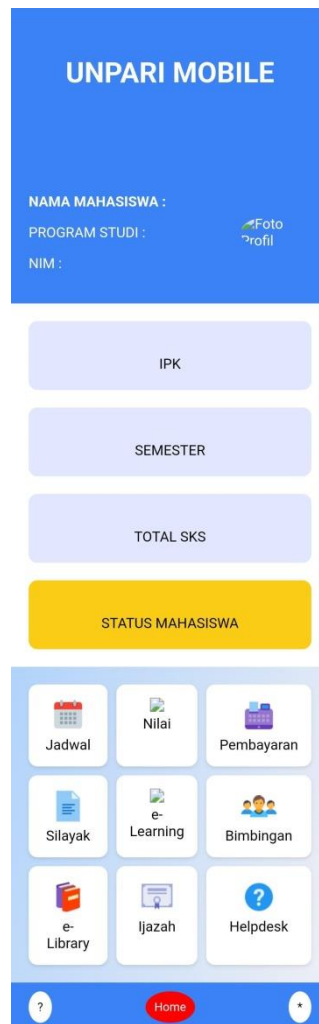 UNPARI MOBILE
NAMA MAHASISWA :
PROGRAM STUDI :
Foto
Profil
NIM :
IPK
SEMESTER
TOTAL SKS
STATUS MAHASISWA
Jadwal
Nilai
Pembayaran
Silayak
e-
Learning
Bimbingan
e-
Library
Ijazah
Helpdesk
?
Home
*